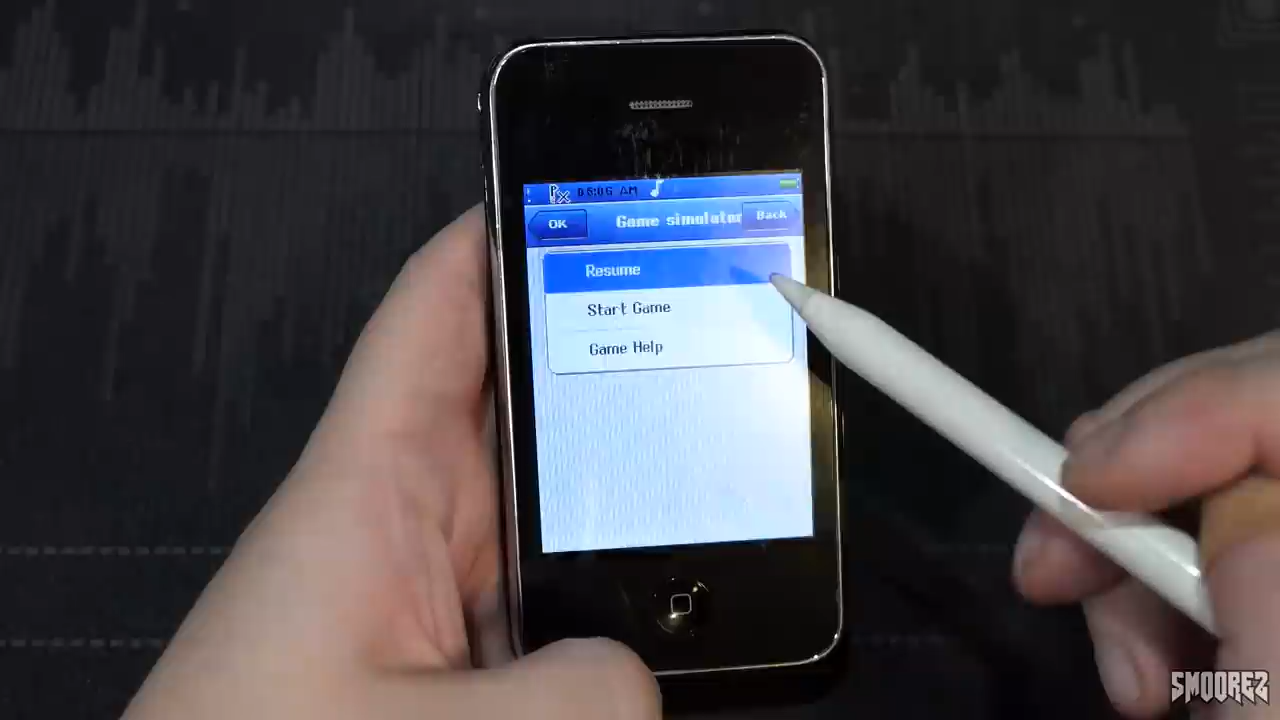 06:06 AM
OK
Game simulator
Back
Resume
Start Game
Game Help
SMOOREZ